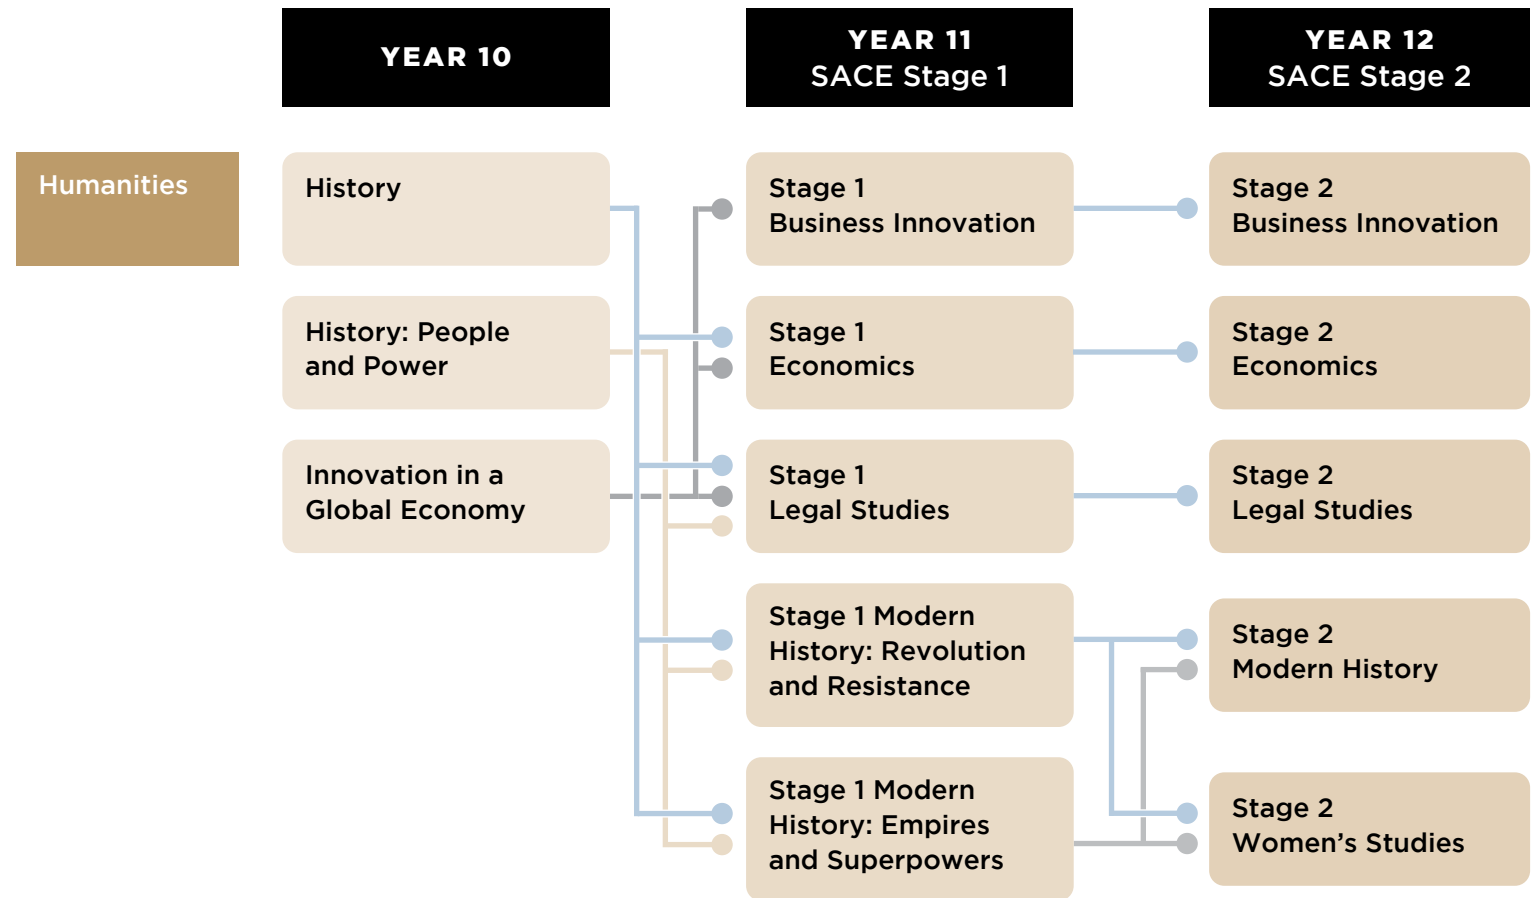 YEAR 10
YEAR 11
SACE Stage 1
YEAR 12
SACE Stage 2
Humanities
History
History: People
and Power
Innovation in a
Global Economy
Stage 1
Business Innovation
Stage 1
Economics
Stage 1
Legal Studies
Stage 1 Modern
History: Revolution
and Resistance
Stage 1 Modern
History: Empires
and Superpowers
Stage 2
Business Innovation
Stage 2
Economics
Stage 2
Legal Studies
Stage 2
Modern History
Stage 2
Women’s Studies